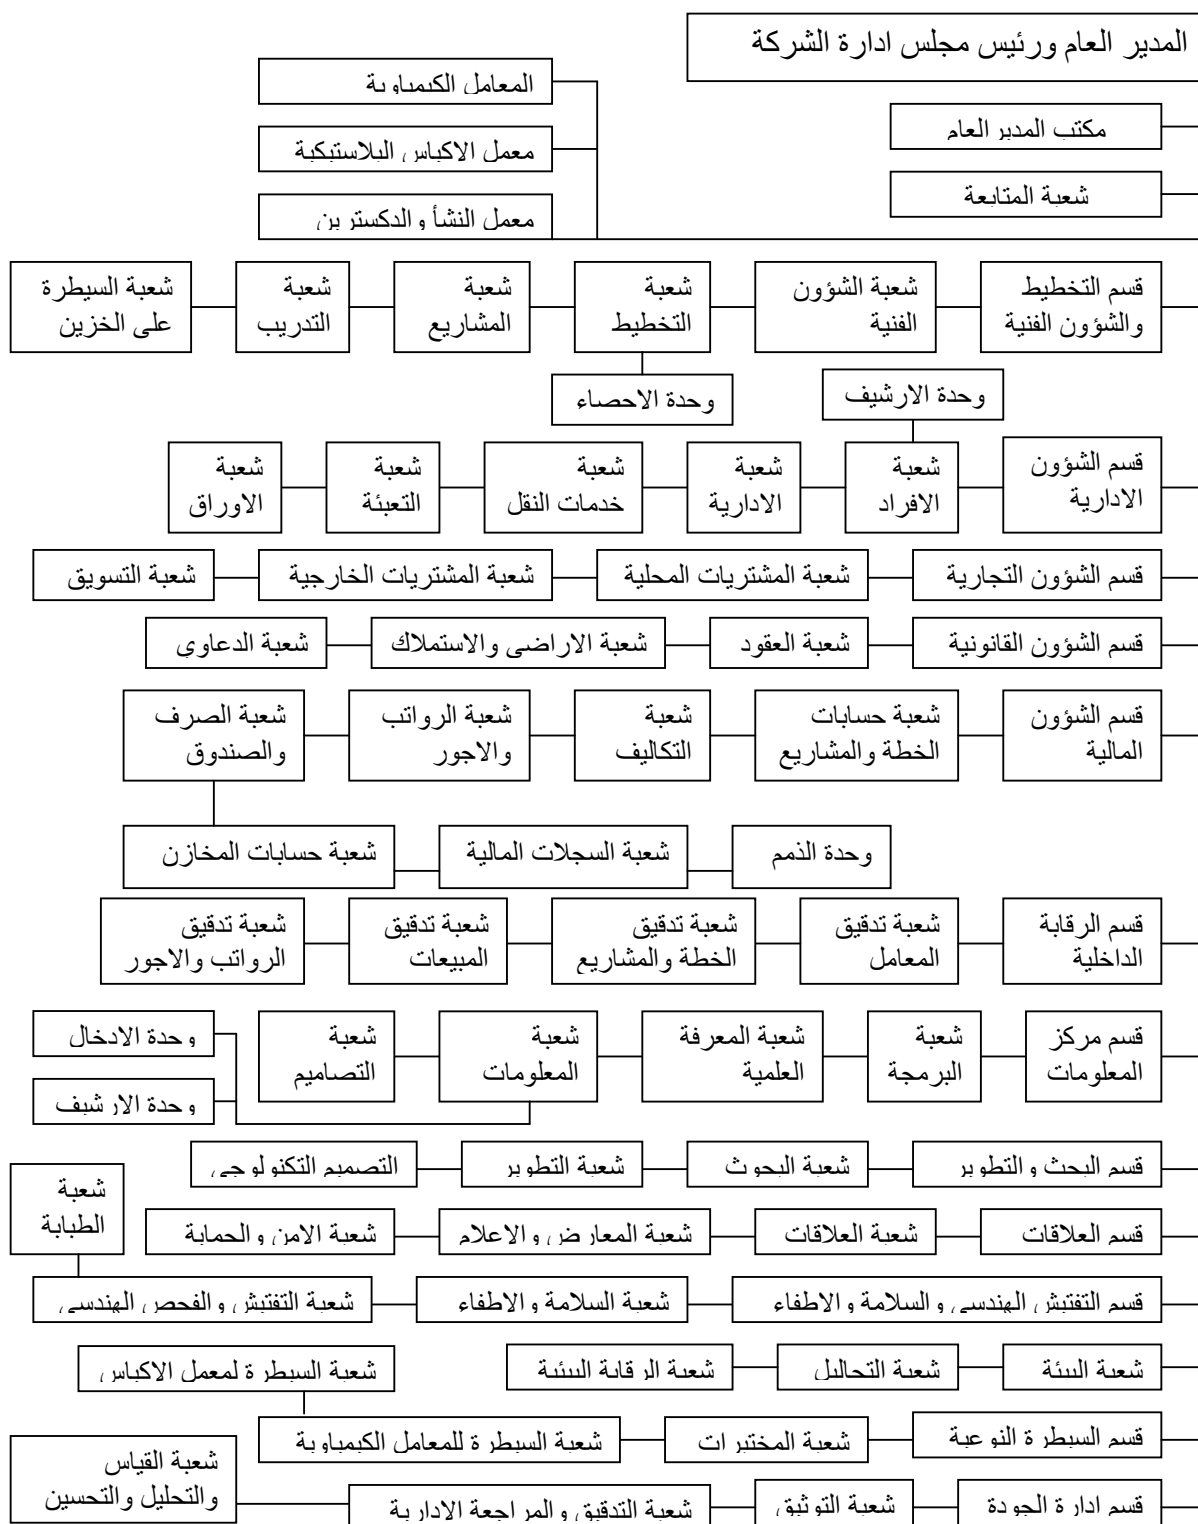 المدير العام ورئيس مجلس ادارة الشركة
المعامل الكيمياوية
مكتب المدير العام
معمل الاكياس البلاستيكية
شعبة المتابعة
معمل النشأ والدكسترين
قسم التخطيط
والشؤون الفنية
شعبة الشؤون
الفنية
شعبة
التخطيط
شعبة
المشاريع
شعبة
التدريب
شعبة السيطرة
على الخزين
وحدة الاحصاء
وحدة الارشيف
قسم الشؤون
الادارية
شعبة
الافراد
شعبة
الادارية
شعبة
خدمات النقل
شعبة
التعبئة
شعبة
الاوراق
قسم الشؤون التجارية
شعبة المشتريات المحلية
شعبة المشتريات الخارجية
شعبة التسويق
قسم الشؤون القانونية
شعبة العقود
شعبة الاراضي والاستملاك
شعبة الدعاوي
قسم الشؤون
المالية
شعبة حسابات
الخطة والمشاريع
شعبة
التكاليف
شعبة الرواتب
والاجور
شعبة الصرف
والصندوق
وحدة الذمم
شعبة السجلات المالية
شعبة حسابات المخازن
قسم الرقابة
الداخلية
شعبة تدقيق
المعامل
شعبة تدقيق
الخطة والمشاريع
شعبة تدقيق
المبيعات
شعبة تدقيق
الرواتب والاجور
قسم مركز
المعلومات
شعبة
البرمجة
شعبة المعرفة
العلمية
شعبة
المعلومات
شعبة
التصاميم
وحدة الادخال
وحدة الارشيف
قسم البحث والتطوير
شعبة البحوث
شعبة التطوير
التصميم التكنولوجي
شعبة
الطبابة
قسم العلاقات
شعبة العلاقات
شعبة المعارض والاعلام
شعبة الامن والحماية
قسم التفتيش الهندسي والسلامة والاطفاء
شعبة السلامة والاطفاء
شعبة التفتيش والفحص الهندسي
شعبة البيئة
شعبة التحاليل
شعبة الرقابة البيئية
شعبة السيطرة لمعمل الاكياس
قسم السيطرة النوعية
شعبة المختبرات
شعبة السيطرة للمعامل الكيمياوية
قسم ادارة الجودة
شعبة التوثيق
شعبة التدقيق والمراجعة الادارية
شعبة القياس
والتحليل والتحسين